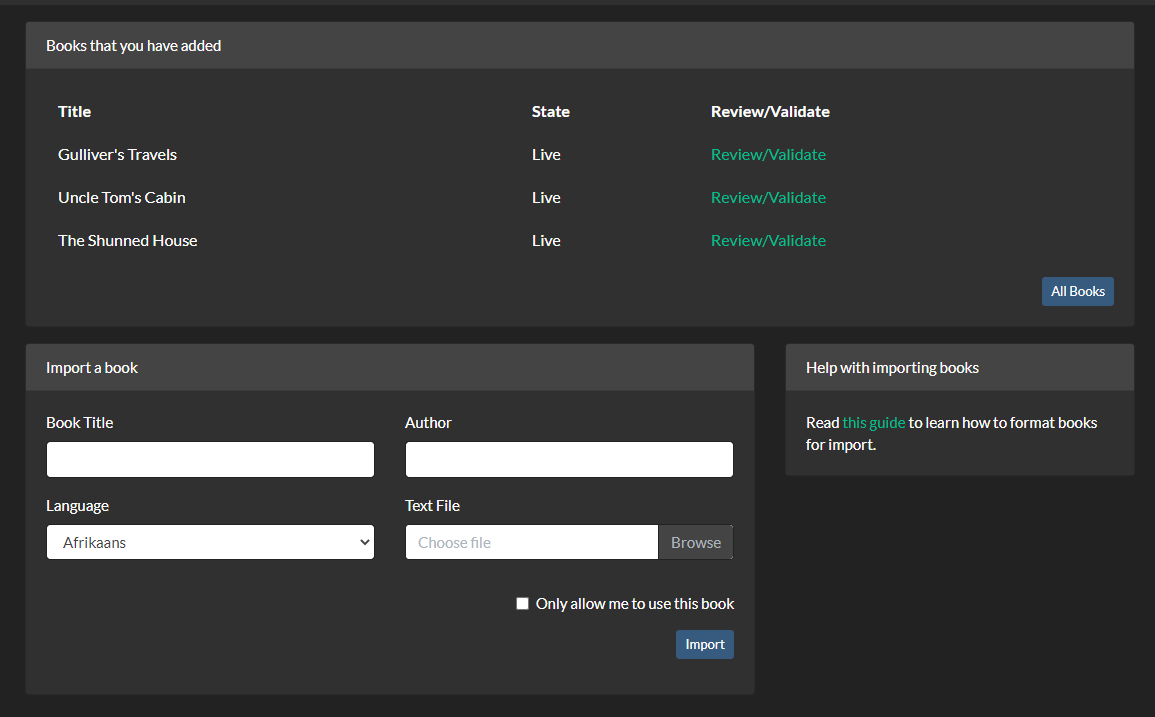 Books that you have added
Title State Review/Validate
Gulliver's Travels Live Review/Validate
Uncle Tom's Cabin Live Review/Validate
The Shunned House Live Review/Validate
All Books
Import a book
Book Title Author
Language Text File
Afrikaans Choose file Browse
Only allow me to use this book
Import
Help with importing books
Read this guide to learn how to format books
for import.